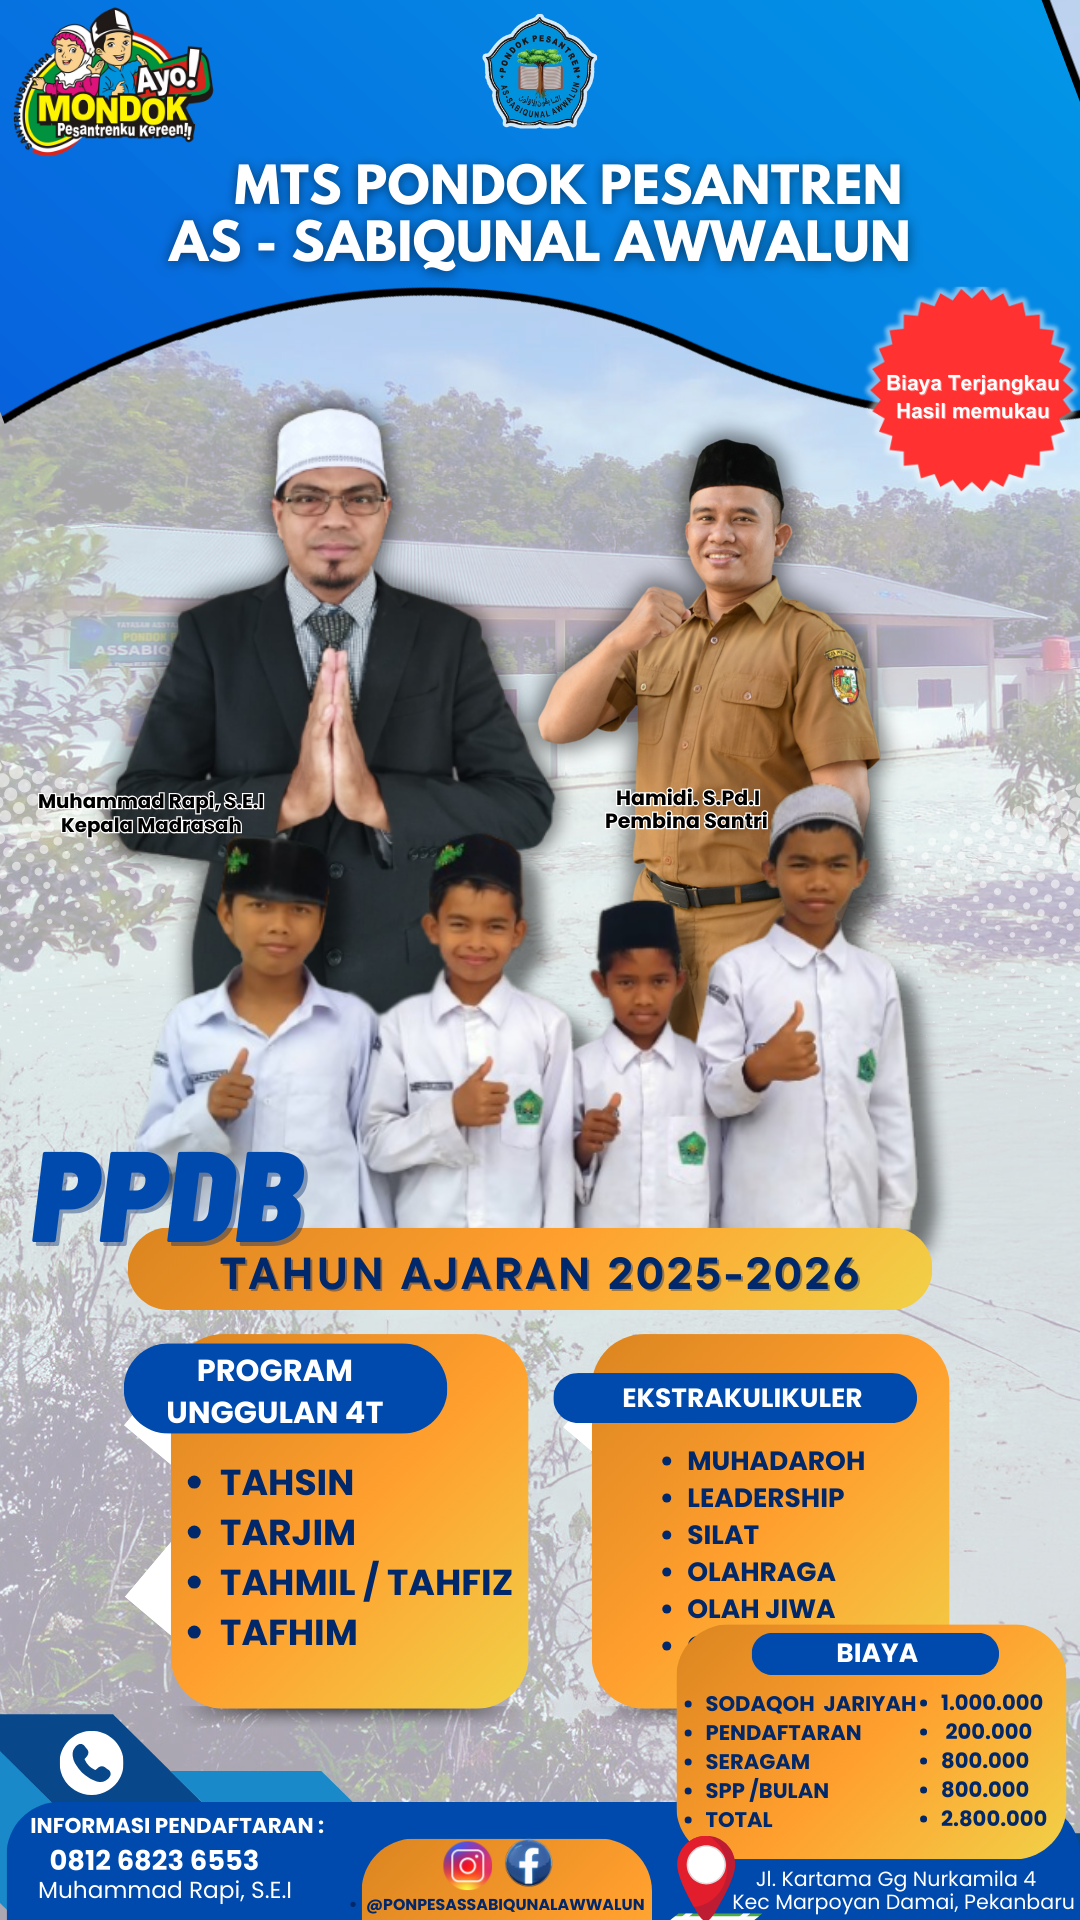 SANTRI NUSANTARA
Ayo!
MONDOK
Pesantrenku Kereen!!
PONDOK PESANTREN
AS-SABIQUNAL AWWALUN
MTS PONDOK PESANTREN
AS - SABIQUNAL AWWALUN
Biaya Terjangkau
Hasil memukau
PONDOK
ASSABIQ
Muhammad Rapi, S.E.I
Kepala Madrasah
Hamidi. S.Pd.I
Pembina Santri
PPDB
TAHUN AJARAN 2025-2026
PROGRAM
UNGGULAN 4T
• TAHSIN
• TARJIM
• TAHMIL / TAHFIZ
• TAFHIM
EKSTRAKULIKULER
• MUHADAROH
• LEADERSHIP
• SILAT
• OLAHRAGA
• OLAH JIWA
BIAYA
• SODAQOH JARIYAH • 1.000.000
• PENDAFTARAN • 200.000
• SERAGAM • 800.000
• SPP /BULAN • 800.000
• TOTAL • 2.800.000
INFORMASI PENDAFTARAN :
0812 6823 6553
Muhammad Rapi, S.E.I
• @PONPESASSABIQUNALAWWALUN
Jl. Kartama Gg Nurkamila 4
Kec Marpoyan Damai, Pekanbaru